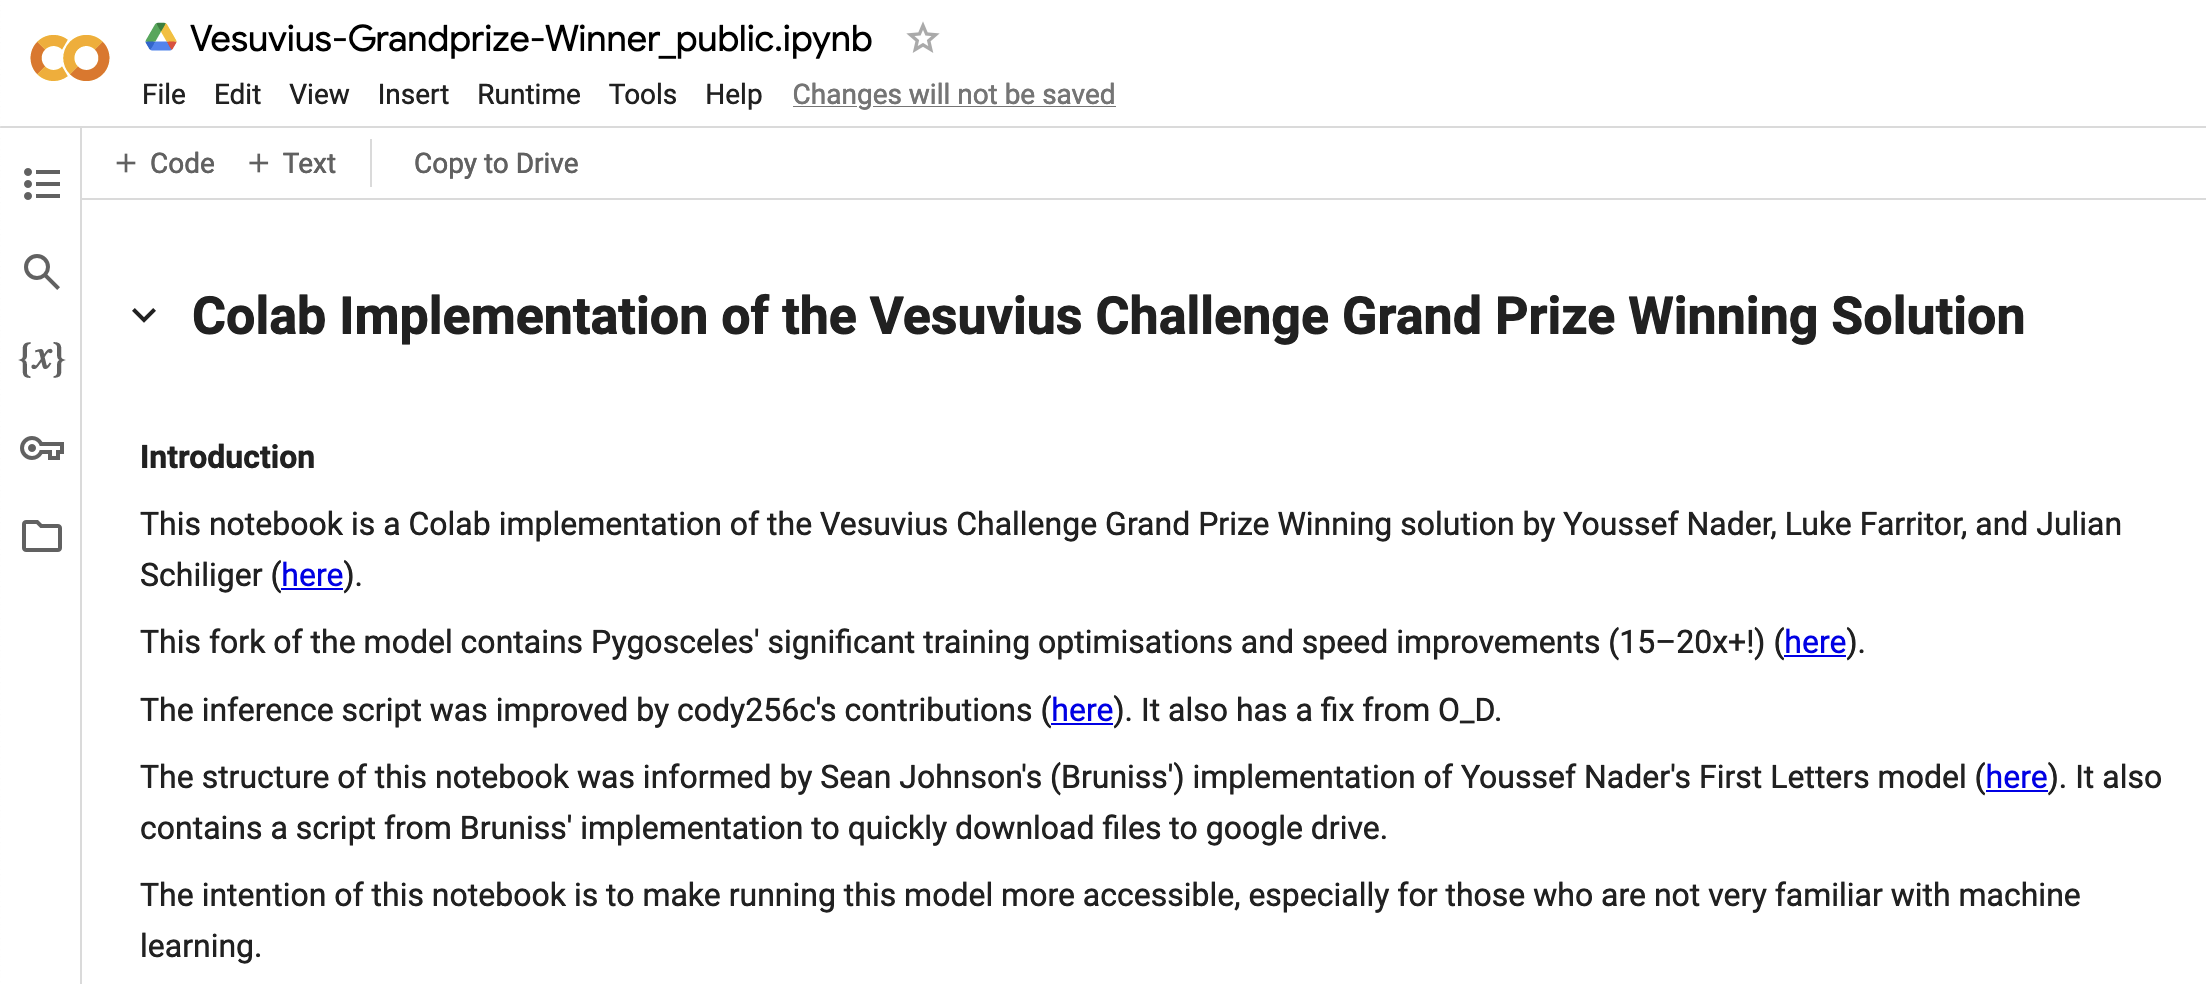 Vesuvius-Grandprize-Winner_public.ipynb
File Edit View Insert Runtime Tools Help Changes will not be saved
+ Code + Text Copy to Drive
{x}
Colab Implementation of the Vesuvius Challenge Grand Prize Winning Solution
Introduction
This notebook is a Colab implementation of the Vesuvius Challenge Grand Prize Winning solution by Youssef Nader, Luke Farritor, and Julian
Schiliger (here).
This fork of the model contains Pygosceles' significant training optimisations and speed improvements (15–20x+!) (here).
The inference script was improved by cody256c's contributions (here). It also has a fix from O_D.
The structure of this notebook was informed by Sean Johnson's (Bruniss') implementation of Youssef Nader's First Letters model (here). It also
contains a script from Bruniss' implementation to quickly download files to google drive.
The intention of this notebook is to make running this model more accessible, especially for those who are not very familiar with machine
learning.